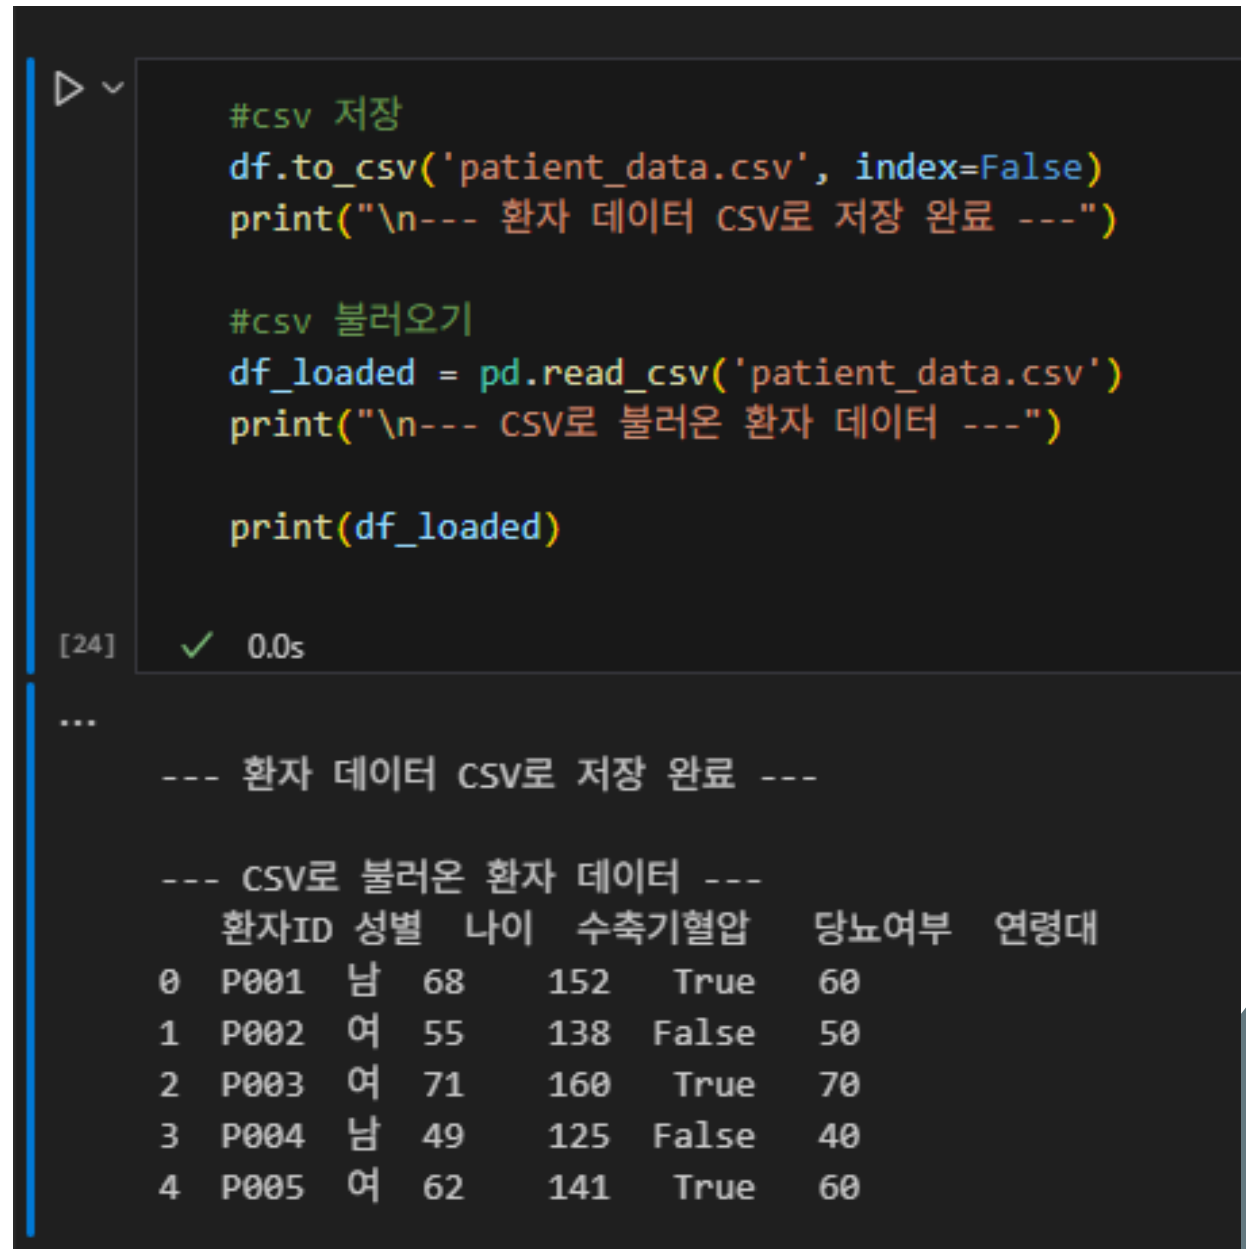 #csv 저장
df.to_csv('patient_data.csv', index=False)
print("\n--- 환자 데이터 CSV로 저장 완료 ---")
#csv 불러오기
df_loaded = pd.read_csv('patient_data.csv')
print("\n--- CSV로 불러온 환자 데이터 ---")
print(df_loaded)
[24] 0.0s
...
--- 환자 데이터 CSV로 저장 완료 ---
--- CSV로 불러온 환자 데이터 ---
환자ID 성별 나이 수축기혈압 당뇨여부 연령대
0 P001 남 68 152 True 60
1 P002 여 55 138 False 50
2 P003 여 71 160 True 70
3 P004 남 49 125 False 40
4 P005 여 62 141 True 60